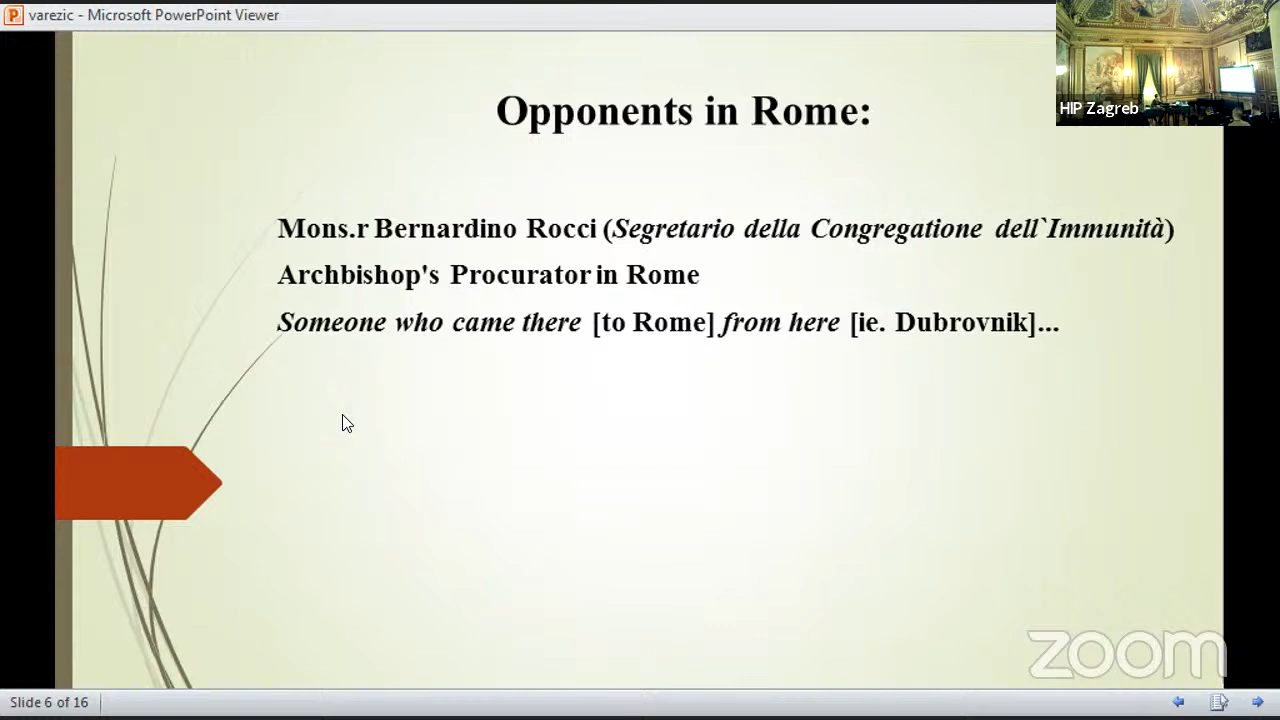 varezic - Microsoft PowerPoint Viewer
HIP Zagreb
Opponents in Rome:
Mons.r Bernardino Rocci (Segretario della Congregatione dell`Immunità)
Archbishop's Procurator in Rome
Someone who came there [to Rome] from here [ie. Dubrovnik]...
zoom
Slide 6 of 16